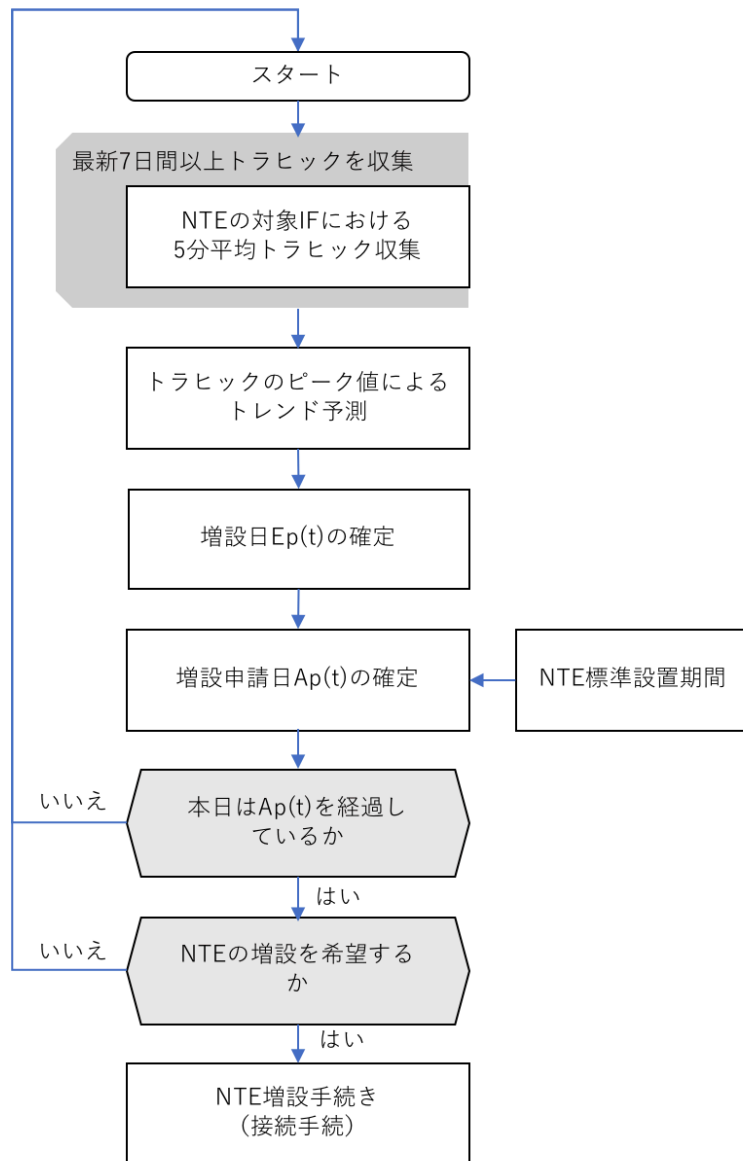 スタート
最新7日間以上トラヒックを収集
NTEの対象IFにおける
5分平均トラヒック収集
トラヒックのピーク値による
トレンド予測
増設日Ep(t)の確定
増設申請日Ap(t)の確定
NTE標準設置期間
いいえ
本日はAp(t)を経過し
ているか
はい
いいえ
NTEの増設を希望する
か
はい
NTE増設手続き
(接続手続)